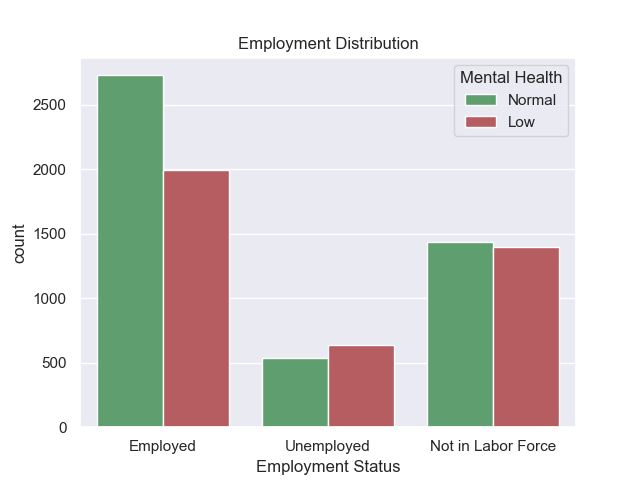 Employment Distribution
Mental Health
Normal
Low
count
2500
2000
1500
1000
500
0
Employed
Unemployed
Not in Labor Force
Employment Status